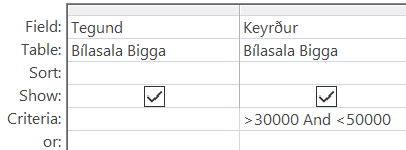 Field: Tegund Keyrður
Table: Bílasala Bigga Bílasala Bigga
Sort:
Show:
Criteria: >30000 And <50000
or: